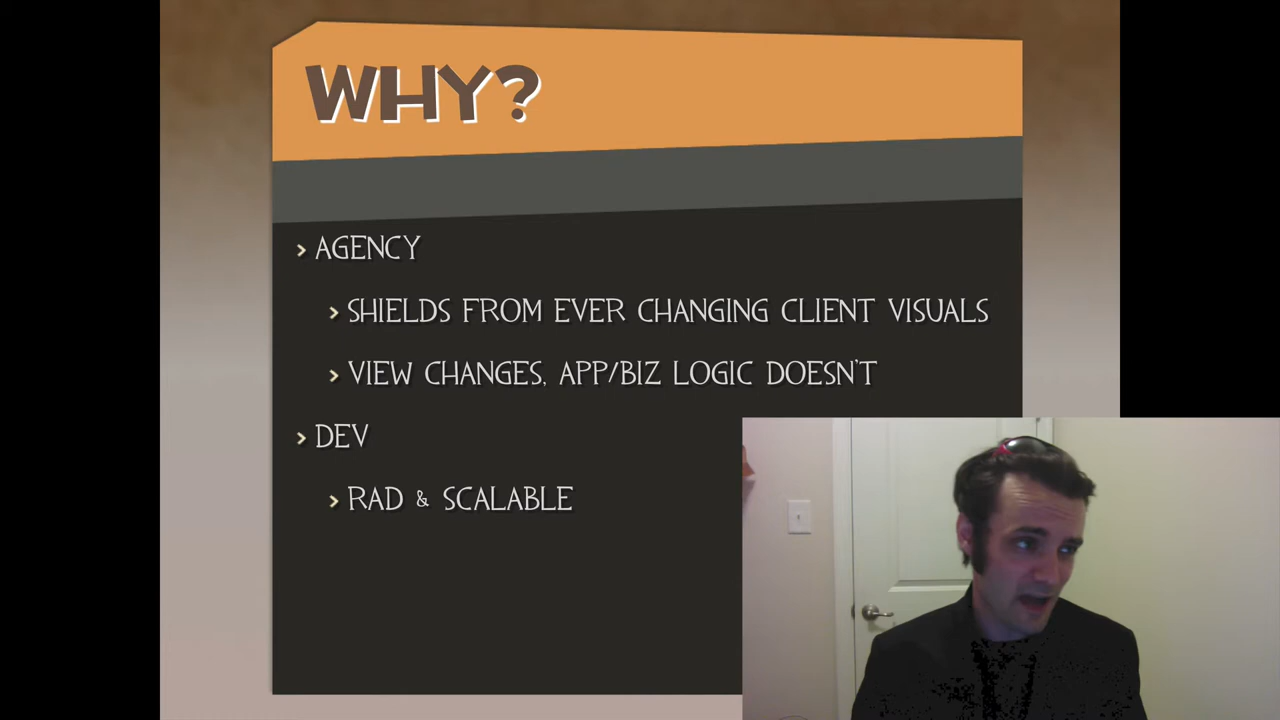 WHY?
› AGENCY
› SHIELDS FROM EVER CHANGING CLIENT VISUALS
› VIEW CHANGES, APP/BIZ LOGIC DOESN'T
› DEV
› RAD & SCALABLE